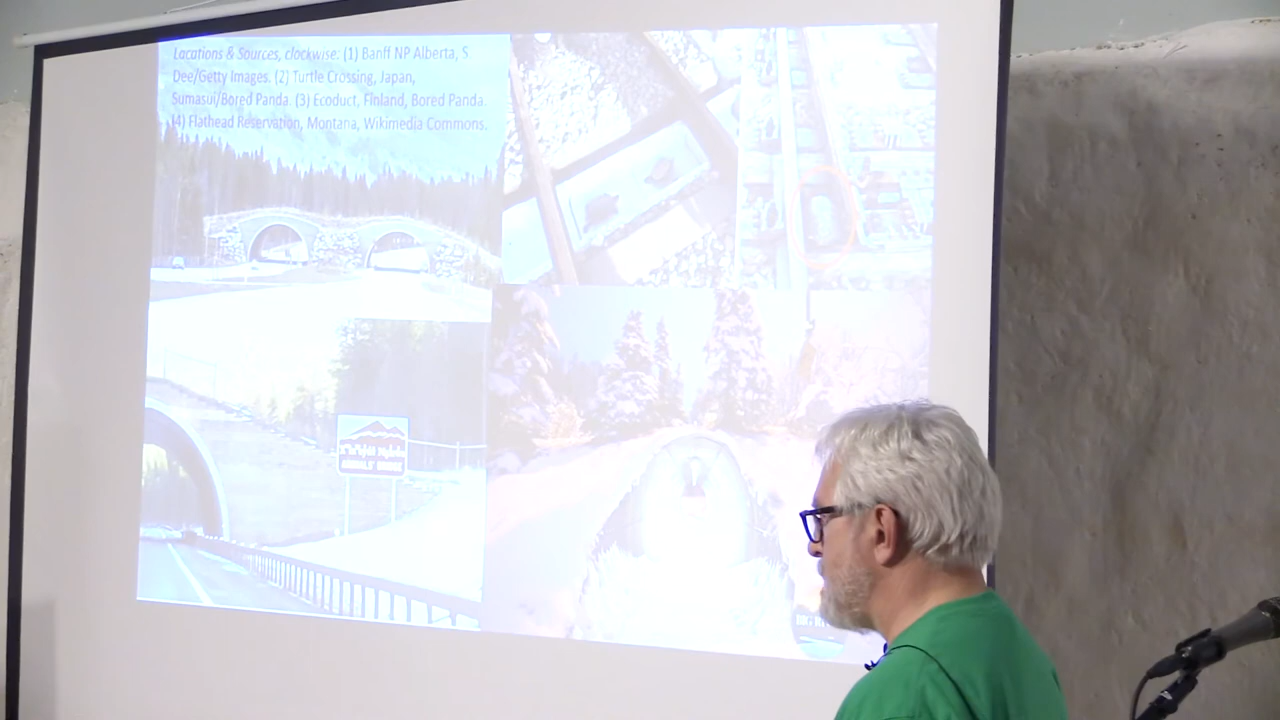 Locations & Sources, clockwise. (1) Banff NP Alberta, S
Dee/Getty Images. (2) Turtle Crossing, Japan,
Sumasui/Bored Panda. (3) Ecoduct, Finland, Bored Panda.
(4) Flathead Reservation, Montana, Wikimedia Commons.